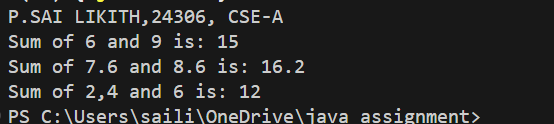 P.SAI LIKITH,24306, CSE-A
Sum of 6 and 9 is: 15
Sum of 7.6 and 8.6 is: 16.2
Sum of 2,4 and 6 is: 12
PS C:\Users\saili\OneDrive\java assignment>